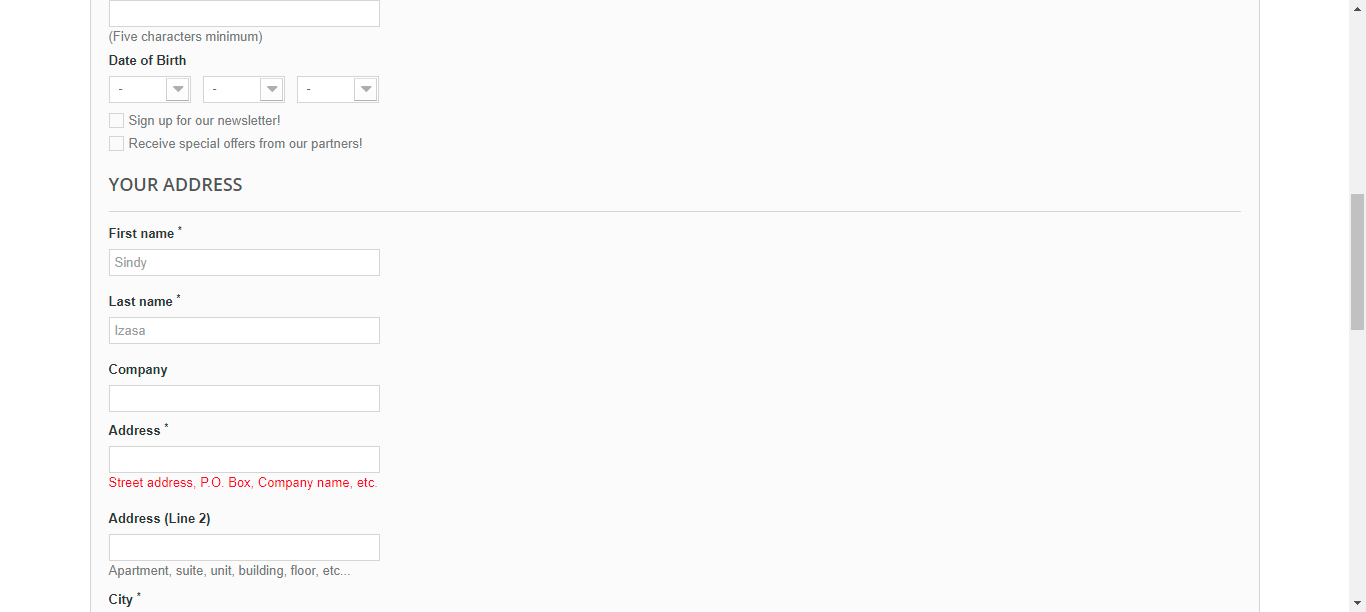 (Five characters minimum)
Date of Birth
- - -
Sign up for our newsletter!
Receive special offers from our partners!
YOUR ADDRESS
First name *
Sindy
Last name *
Izasa
Company
Address *
Street address, P.O. Box, Company name, etc.
Address (Line 2)
Apartment, suite, unit, building, floor, etc...
City *